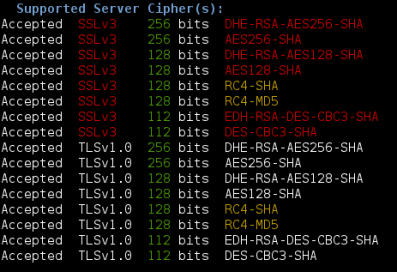 Supported Server Cipher(s):
Accepted  SSLv3    256 bits  DHE-RSA-AES256-SHA
Accepted  SSLv3    256 bits  AES256-SHA
Accepted  SSLv3    128 bits  DHE-RSA-AES128-SHA
Accepted  SSLv3    128 bits  AES128-SHA
Accepted  SSLv3    128 bits  RC4-SHA
Accepted  SSLv3    128 bits  RC4-MD5
Accepted  SSLv3    112 bits  EDH-RSA-DES-CBC3-SHA
Accepted  SSLv3    112 bits  DES-CBC3-SHA
Accepted  TLSv1.0  256 bits  DHE-RSA-AES256-SHA
Accepted  TLSv1.0  256 bits  AES256-SHA
Accepted  TLSv1.0  128 bits  DHE-RSA-AES128-SHA
Accepted  TLSv1.0  128 bits  AES128-SHA
Accepted  TLSv1.0  128 bits  RC4-SHA
Accepted  TLSv1.0  128 bits  RC4-MD5
Accepted  TLSv1.0  112 bits  EDH-RSA-DES-CBC3-SHA
Accepted  TLSv1.0  112 bits  DES-CBC3-SHA